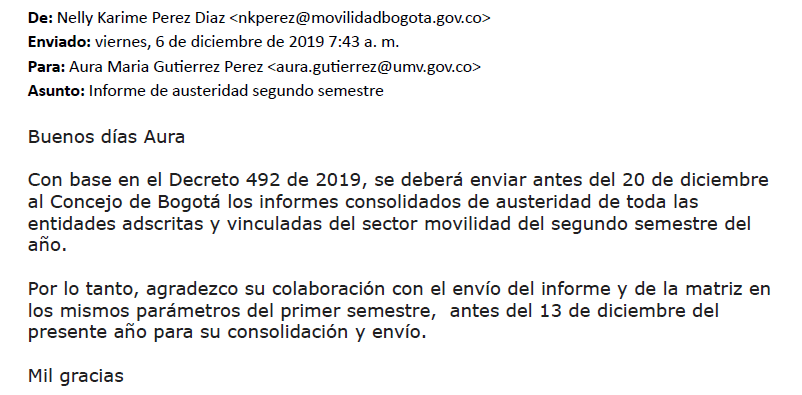 De: Nelly Karime Perez Diaz <nkperez@movilidadbogota.gov.co>
Enviado: viernes, 6 de diciembre de 2019 7:43 a. m.
Para: Aura Maria Gutierrez Perez <aura.gutierrez@umv.gov.co>
Asunto: Informe de austeridad segundo semestre
Buenos días Aura
Con base en el Decreto 492 de 2019, se deberá enviar antes del 20 de diciembre
al Concejo de Bogotá los informes consolidados de austeridad de toda las
entidades adscritas y vinculadas del sector movilidad del segundo semestre del
año.
Por lo tanto, agradezco su colaboración con el envío del informe y de la matriz en
los mismos parámetros del primer semestre,  antes del 13 de diciembre del
presente año para su consolidación y envío.
Mil gracias